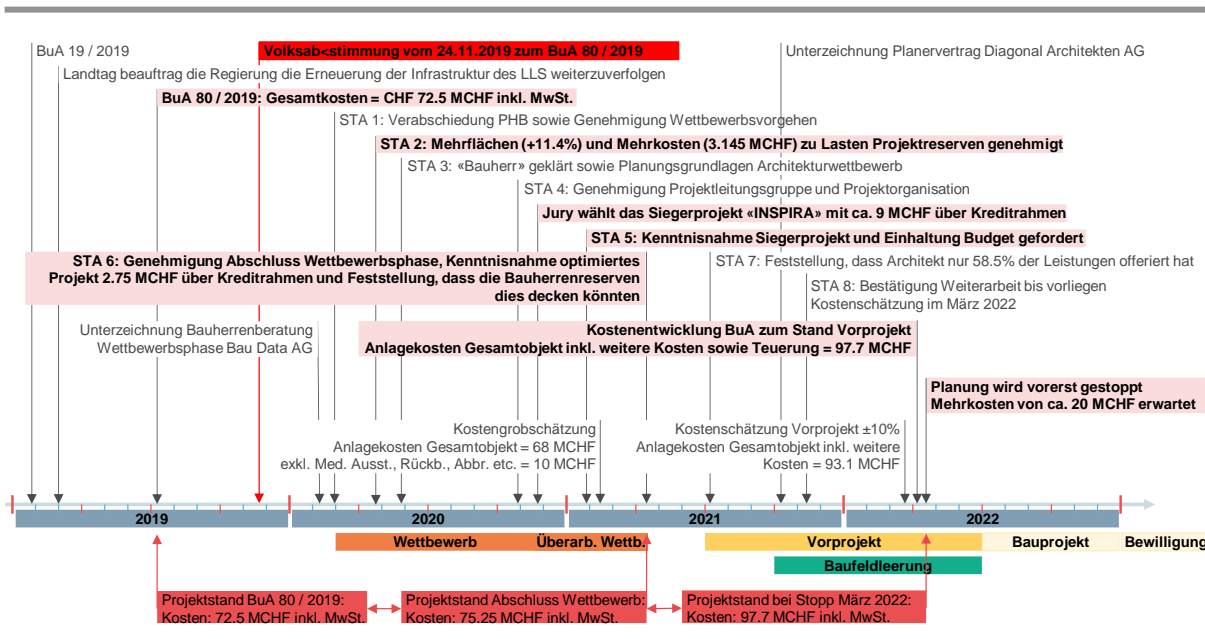 BuA 19 / 2019
Volksab<stimmung vom 24.11.2019 zum BuA 80 / 2019
Unterzeichnung Planervertrag Diagonal Architekten AG
Landtag beauftrag die Regierung die Erneuerung der Infrastruktur des LLS weiterzuverfolgen
BuA 80 / 2019: Gesamtkosten = CHF 72.5 MCHF inkl. MwSt.
STA 1: Verabschiedung PHB sowie Genehmigung Wettbewerbsvorgehen
STA 2: Mehrflächen (+11.4%) und Mehrkosten (3.145 MCHF) zu Lasten Projektreserven genehmigt
STA 3: «Bauherr» geklärt sowie Planungsgrundlagen Architekturwettbewerb
STA 4: Genehmigung Projektleitungsgruppe und Projektorganisation
Jury wählt das Siegerprojekt «INSPIRA» mit ca. 9 MCHF über Kreditrahmen
STA 5: Kenntnisnahme Siegerprojekt und Einhaltung Budget gefordert
STA 6: Genehmigung Abschluss Wettbewerbsphase, Kenntnisnahme optimiertes
Projekt 2.75 MCHF über Kreditrahmen und Feststellung, dass die Bauherrenreserven
dies decken könnten
STA 7: Feststellung, dass Architekt nur 58.5% der Leistungen offeriert hat
STA 8: Bestätigung Weiterarbeit bis vorliegen
Kostenschätzung im März 2022
Unterzeichnung Bauherrenberatung
Wettbewerbsphase Bau Data AG
Kostenentwicklung BuA zum Stand Vorprojekt
Anlagekosten Gesamtobjekt inkl. weitere Kosten sowie Teuerung = 97.7 MCHF
Planung wird vorerst gestoppt
Mehrkosten von ca. 20 MCHF erwartet
Kostengrobschätzung
Anlagekosten Gesamtobjekt = 68 MCHF
exkl. Med. Ausst., Rückb., Abbr. etc. = 10 MCHF
Kostenschätzung Vorprojekt ±10%
Anlagekosten Gesamtobjekt inkl. weitere
Kosten = 93.1 MCHF
2019
2020
2021
2022
Wettbewerb
Überarb. Wettb.
Vorprojekt
Bauprojekt
Bewilligung
Baufeldleerung
Projektstand BuA 80 / 2019:
Kosten: 72.5 MCHF inkl. MwSt.
Projektstand Abschluss Wettbewerb:
Kosten: 75.25 MCHF inkl. MwSt.
Projektstand bei Stopp März 2022:
Kosten: 97.7 MCHF inkl. MwSt.